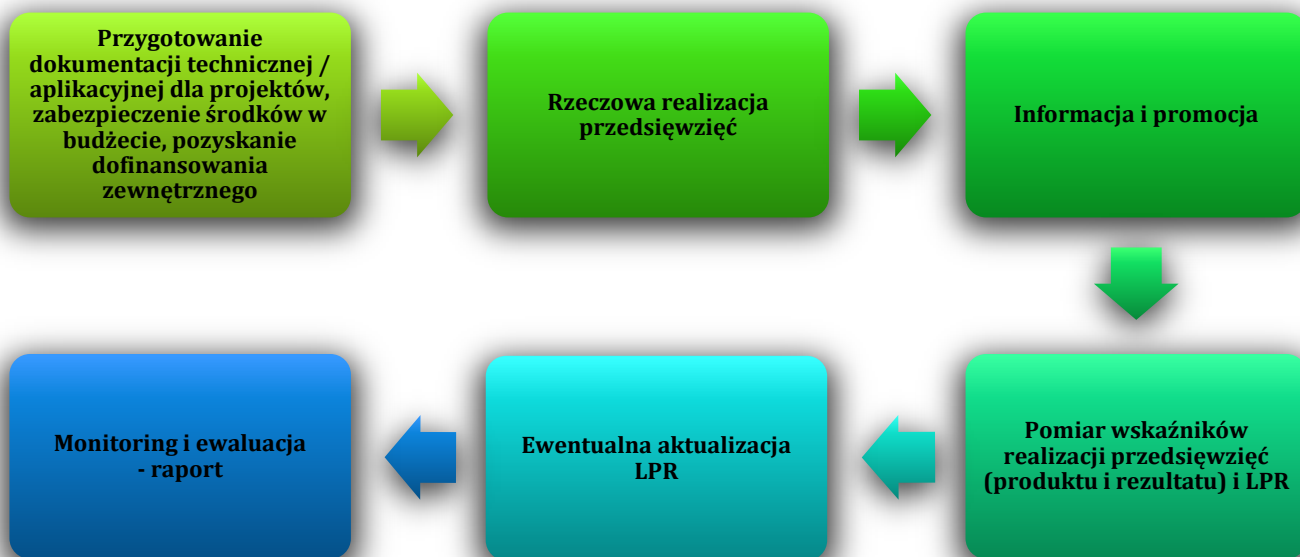 Przygotowanie
dokumentacji technicznej /
aplikacyjnej dla projektów,
zabezpieczenie środków w
budżecie, pozyskanie
dofinansowania
zewnętrznego
Rzeczowa realizacja
przedsięwzięć
Informacja i promocja
Pomiar wskaźników
realizacji przedsięwzięć
(produktu i rezultatu) i LPR
Ewentualna aktualizacja
LPR
Monitoring i ewaluacja
- raport